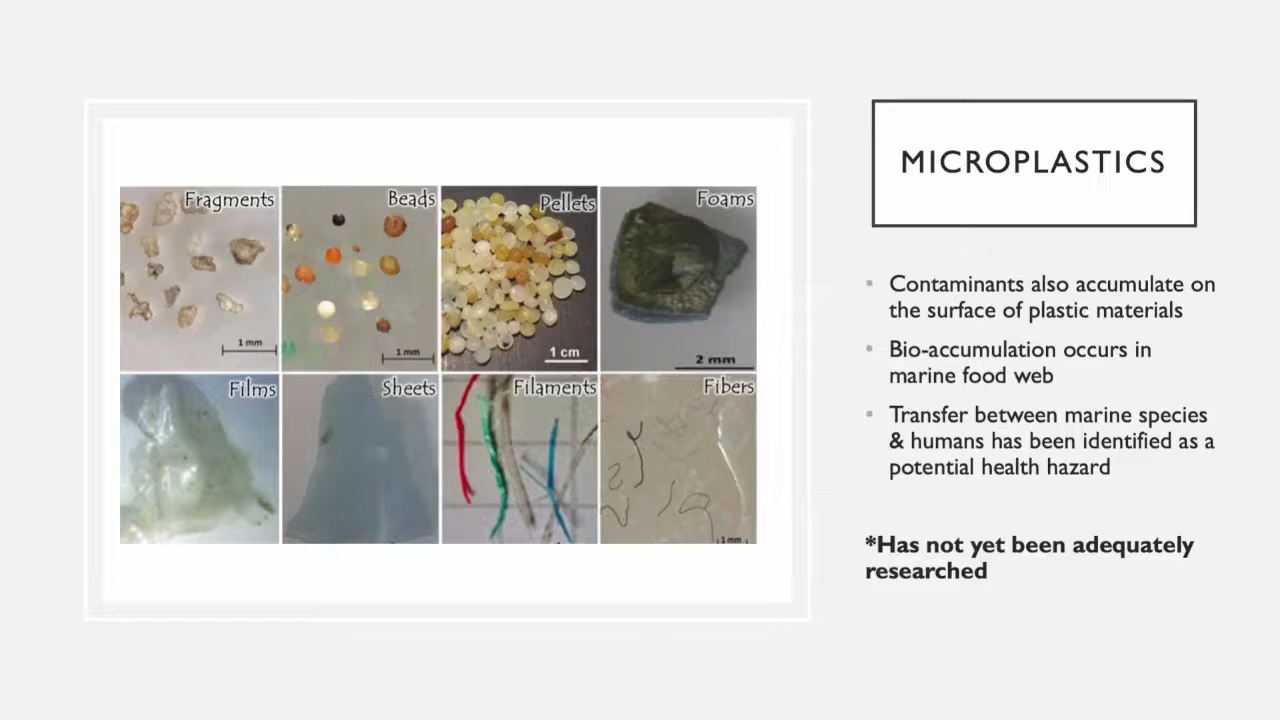 MICROPLASTICS
Fragments
Beads
Pellets
Foams
1 mm
1 mm
1 cm
2 mm
Films
Sheets
Filaments
Fibers
1 mm
• Contaminants also accumulate on
the surface of plastic materials
• Bio-accumulation occurs in
marine food web
• Transfer between marine species
& humans has been identified as a
potential health hazard
*Has not yet been adequately
researched